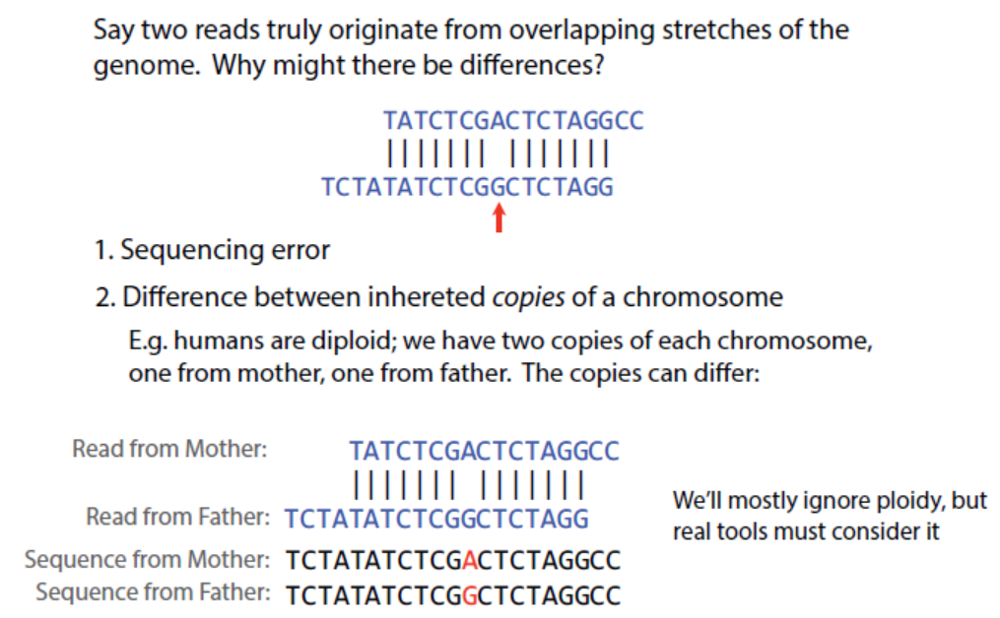 Say two reads truly originate from overlapping stretches of the
genome. Why might there be differences?
TATCTCGACTCTAGGCC
||||||| |||||||
TCTATATCTCGGCTCTAGG
1. Sequencing error
2. Difference between inhereted copies of a chromosome
E.g. humans are diploid; we have two copies of each chromosome,
one from mother, one from father. The copies can differ:
Read from Mother: TATCTCGACTCTAGGCC
||||||| |||||||
Read from Father: TCTATATCTCGGCTCTAGG
We'll mostly ignore ploidy, but
real tools must consider it
Sequence from Mother: TCTATATCTCGACTCTAGGCC
Sequence from Father: TCTATATCTCGGCTCTAGGCC